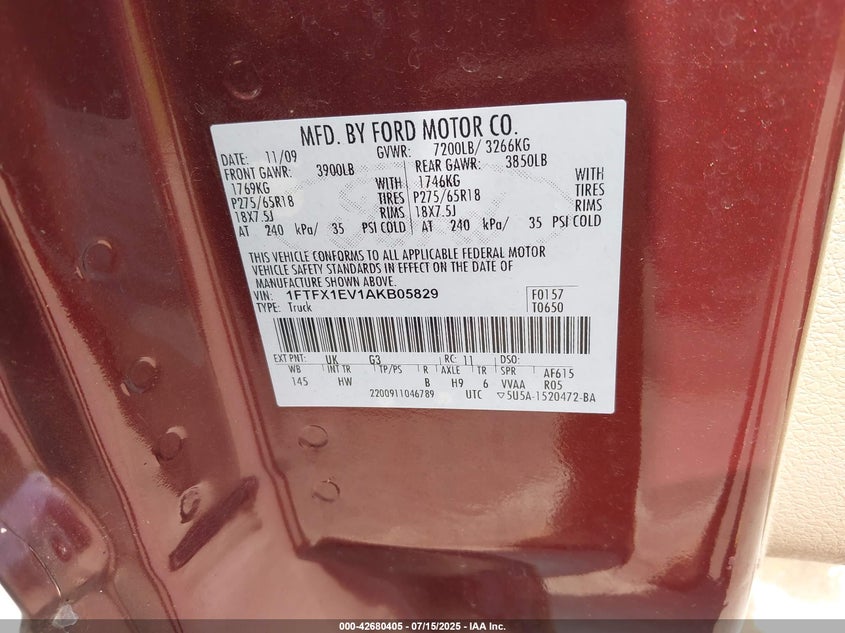 MFD. BY FORD MOTOR CO.
DATE: 11/09 GVWR: 7200LB/ 3266KG
FRONT GAWR: 3900LB REAR GAWR: 3850LB
1769KG WITH 1746KG WITH
P275/65R18 TIRES P275/65R18 TIRES
18X7.5J RIMS 18X7.5J RIMS
AT 240 kPa/ 35 PSI COLD AT 240 kPa/ 35 PSI COLD
THIS VEHICLE CONFORMS TO ALL APPLICABLE FEDERAL MOTOR
VEHICLE SAFETY STANDARDS IN EFFECT ON THE DATE OF
MANUFACTURE SHOWN ABOVE.
VIN: 1FTFX1EV1AKB05829 F0157
TYPE: Truck T0650
EXT PNT: UK G3 RC: 11 DSO:
WB INT TR TP/PS R AXLE TR SPR AF615
145 HW B H9 6 VVAA R05
2200911046789 UTC ▽5U5A-1520472-BA
000-42680405 - 07/15/2025 - IAA Inc.